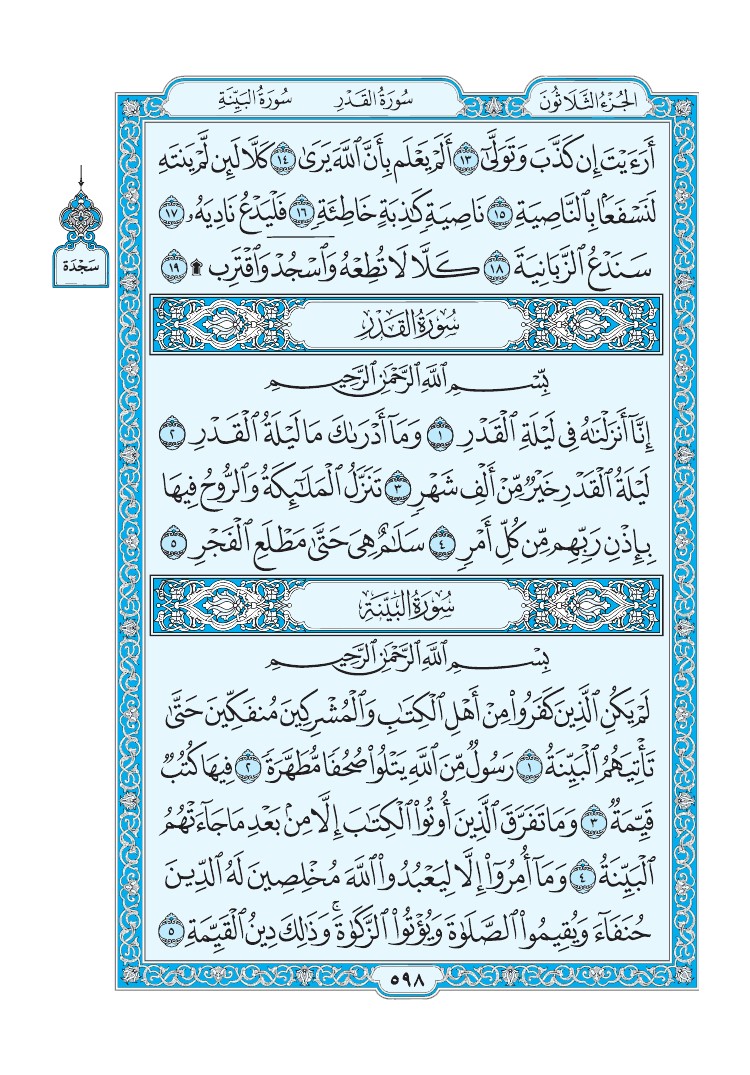 الجُزْءُ الثَّلَاثُونَ
سُورَةُ القَدْرِ سُورَةُ البَيِّنَةِ
أَرَءَيْتَ إِن كَذَّبَ وَتَوَلَّىٰٓ ١٣ أَلَمْ يَعْلَم بِأَنَّ ٱللَّهَ يَرَىٰ ١٤ كَلَّا لَئِن لَّمْ يَنتَهِ
لَنَسْفَعَۢا بِٱلنَّاصِيَةِ ١٥ نَاصِيَةٖ كَٰذِبَةٍ خَاطِئَةٖ ١٦ فَلْيَدْعُ نَادِيَهُۥ ١٧
سَنَدْعُ ٱلزَّبَانِيَةَ ١٨ كَلَّا لَا تُطِعْهُ وَٱسْجُدْۤ وَٱقْتَرِب ۩ ١٩
سَجْدَة
سُورَةُ القَدْرِ
بِسْمِ ٱللَّهِ ٱلرَّحْمَٰنِ ٱلرَّحِيمِ
إِنَّآ أَنزَلْنَٰهُ فِى لَيْلَةِ ٱلْقَدْرِ ١ وَمَآ أَدْرَىٰكَ مَا لَيْلَةُ ٱلْقَدْرِ ٢
لَيْلَةُ ٱلْقَدْرِ خَيْرٌ مِّنْ أَلْفِ شَهْرٖ ٣ تَنَزَّلُ ٱلْمَلَٰٓئِكَةُ وَٱلرُّوحُ فِيهَا
بِإِذْنِ رَبِّهِم مِّن كُلِّ أَمْرٖ ٤ سَلَٰمٌ هِىَ حَتَّىٰ مَطْلَعِ ٱلْفَجْرِ ٥
سُورَةُ البَيِّنَةِ
بِسْمِ ٱللَّهِ ٱلرَّحْمَٰنِ ٱلرَّحِيمِ
لَمْ يَكُنِ ٱلَّذِينَ كَفَرُوا۟ مِنْ أَهْلِ ٱلْكِتَٰبِ وَٱلْمُشْرِكِينَ مُنفَكِّينَ حَتَّىٰ
تَأْتِيَهُمُ ٱلْبَيِّنَةُ ١ رَسُولٌ مِّنَ ٱللَّهِ يَتْلُوا۟ صُحُفًا مُّطَهَّرَةً ٢ فِيهَا كُتُبٌ
قَيِّمَةٌ ٣ وَمَا تَفَرَّقَ ٱلَّذِينَ أُوتُوا۟ ٱلْكِتَٰبَ إِلَّا مِنۢ بَعْدِ مَا جَآءَتْهُمُ
ٱلْبَيِّنَةُ ٤ وَمَآ أُمِرُوٓا۟ إِلَّا لِيَعْبُدُوا۟ ٱللَّهَ مُخْلِصِينَ لَهُ ٱلدِّينَ
حُنَفَآءَ وَيُقِيمُوا۟ ٱلصَّلَوٰةَ وَيُؤْتُوا۟ ٱلزَّكَوٰةَۚ وَذَٰلِكَ دِينُ ٱلْقَيِّمَةِ ٥
٥٩٨